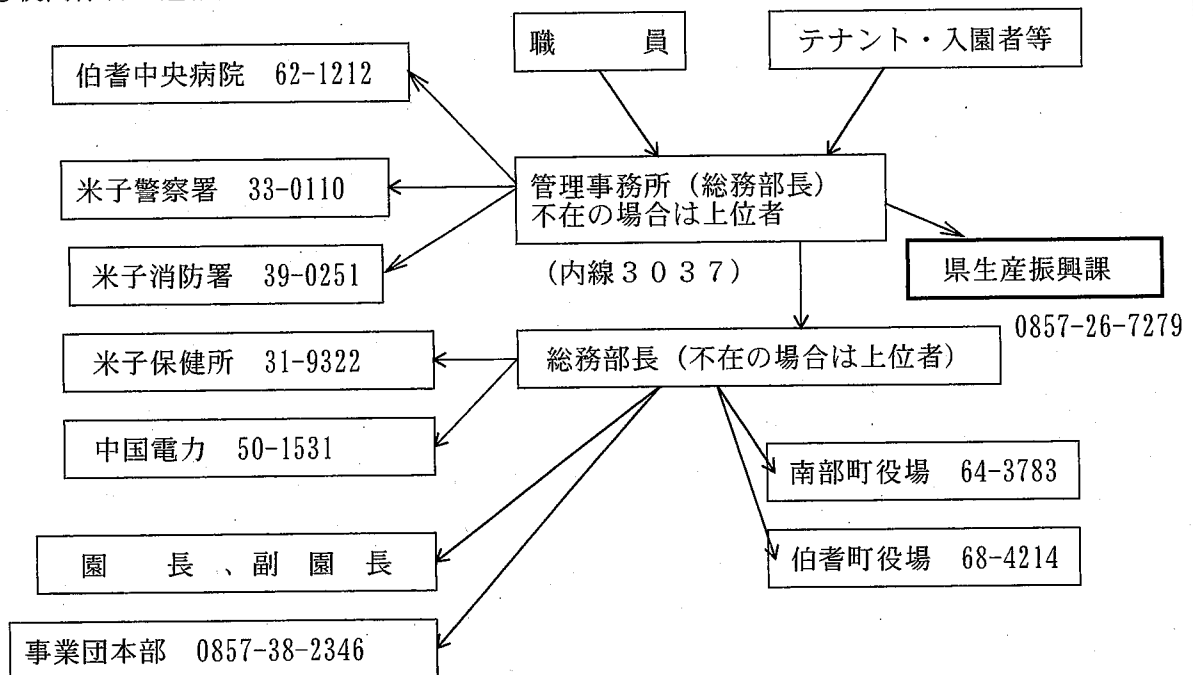 職　　員
テナント・入園者等
伯耆中央病院　62-1212
米子警察署　33-0110
管理事務所（総務部長）
不在の場合は上位者
米子消防署　39-0251
（内線３０３７）
県生産振興課
0857-26-7279
米子保健所　31-9322
総務部長（不在の場合は上位者）
中国電力　50-1531
南部町役場　64-3783
園　長、副園長
伯耆町役場　68-4214
事業団本部　0857-38-2346